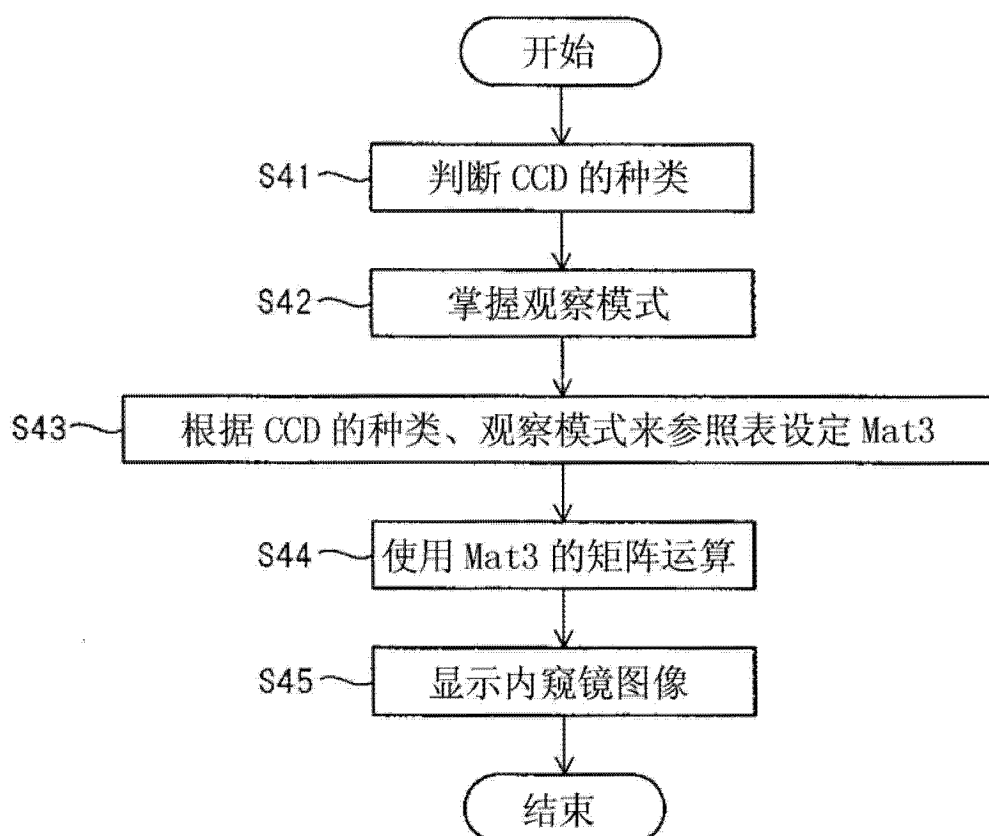 开始
S41 判断 CCD 的种类
S42 掌握观察模式
S43 根据 CCD 的种类、观察模式来参照表设定 Mat3
S44 使用 Mat3 的矩阵运算
S45 显示内窥镜图像
结束